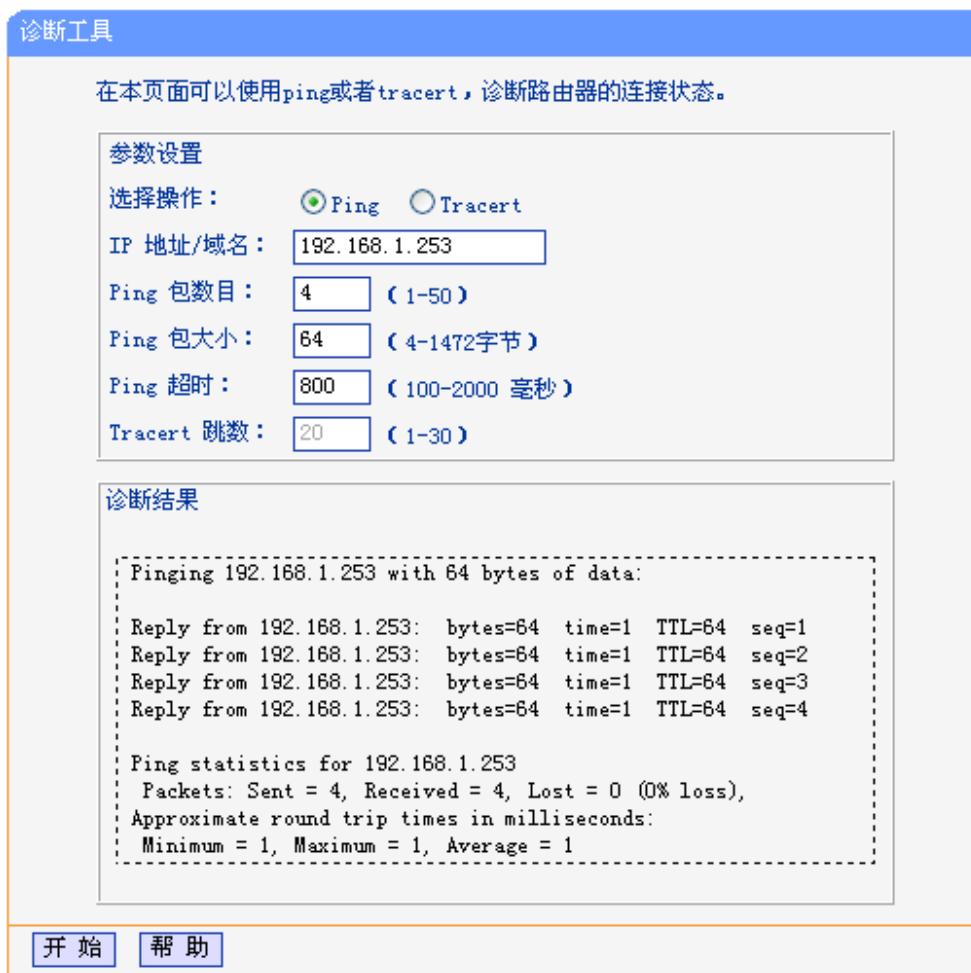 诊断工具
在本页面可以使用ping或者tracert，诊断路由器的连接状态。
参数设置
选择操作： Ping Tracert
IP 地址/域名： 192.168.1.253
Ping 包数目： 4 （1-50）
Ping 包大小： 64 （4-1472字节）
Ping 超时： 800 （100-2000 毫秒）
Tracert 跳数： 20 （1-30）
诊断结果
Pinging 192.168.1.253 with 64 bytes of data:
Reply from 192.168.1.253: bytes=64 time=1 TTL=64 seq=1
Reply from 192.168.1.253: bytes=64 time=1 TTL=64 seq=2
Reply from 192.168.1.253: bytes=64 time=1 TTL=64 seq=3
Reply from 192.168.1.253: bytes=64 time=1 TTL=64 seq=4
Ping statistics for 192.168.1.253
Packets: Sent = 4, Received = 4, Lost = 0 (0% loss),
Approximate round trip times in milliseconds:
Minimum = 1, Maximum = 1, Average = 1
开 始 帮 助